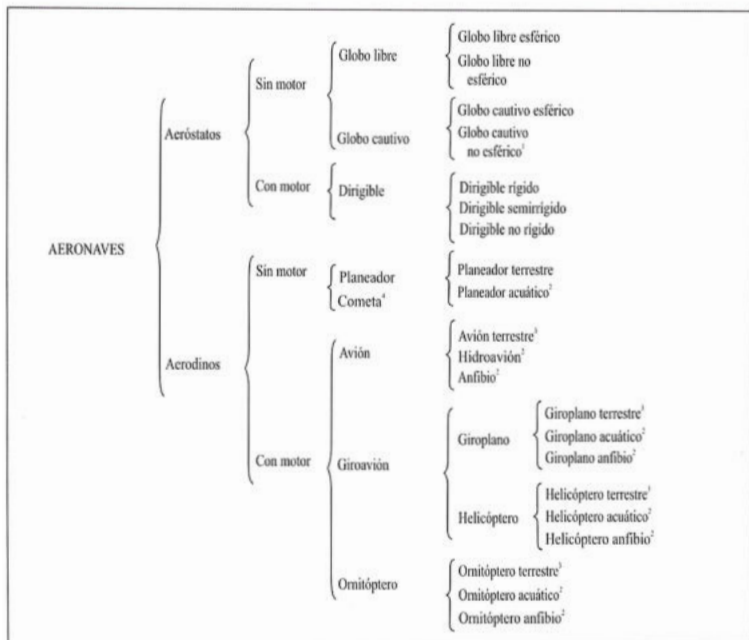 AERONAVES
Aeróstatos
Sin motor
Globo libre
Globo libre esférico
Globo libre no
esférico
Globo cautivo
Globo cautivo esférico
Globo cautivo
no esférico¹
Con motor
Dirigible
Dirigible rígido
Dirigible semirrígido
Dirigible no rígido
Aerodinos
Sin motor
Planeador
Cometa⁴
Planeador terrestre
Planeador acuático²
Con motor
Avión
Avión terrestre³
Hidroavión²
Anfibio²
Giroavión
Giroplano
Giroplano terrestre³
Giroplano acuático²
Giroplano anfibio²
Helicóptero
Helicóptero terrestre³
Helicóptero acuático²
Helicóptero anfibio²
Ornitóptero
Ornitóptero terrestre³
Ornitóptero acuático²
Ornitóptero anfibio²